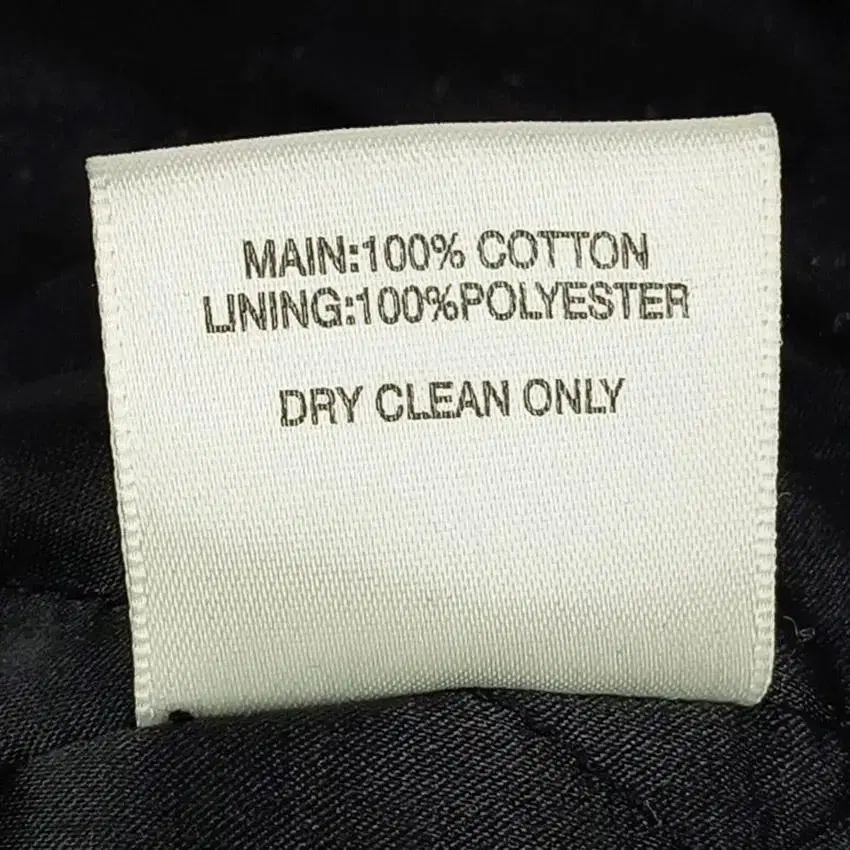 MAIN:100% COTTON
LINING:100%POLYESTER
DRY CLEAN ONLY